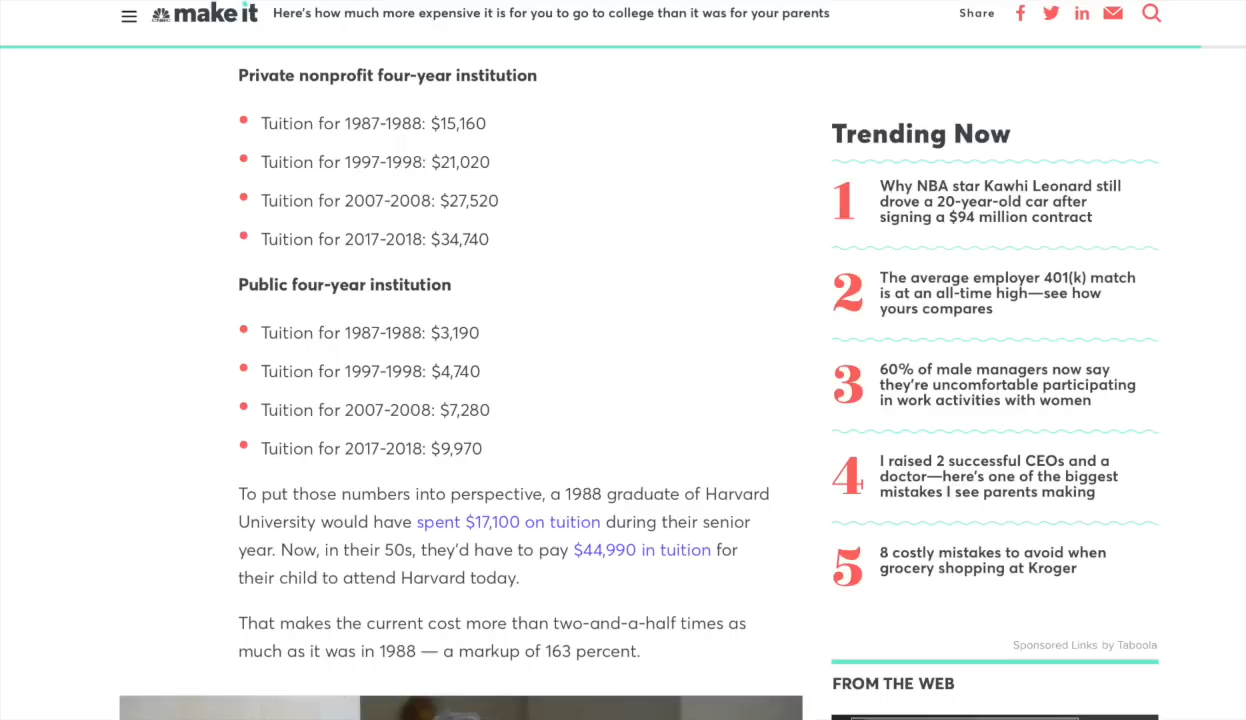 make it
Here's how much more expensive it is for you to go to college than it was for your parents
Share
Private nonprofit four-year institution
Tuition for 1987-1988: $15,160
Tuition for 1997-1998: $21,020
Tuition for 2007-2008: $27,520
Tuition for 2017-2018: $34,740
Public four-year institution
Tuition for 1987-1988: $3,190
Tuition for 1997-1998: $4,740
Tuition for 2007-2008: $7,280
Tuition for 2017-2018: $9,970
To put those numbers into perspective, a 1988 graduate of Harvard
University would have spent $17,100 on tuition during their senior
year. Now, in their 50s, they'd have to pay $44,990 in tuition for
their child to attend Harvard today.
That makes the current cost more than two-and-a-half times as
much as it was in 1988 — a markup of 163 percent.
Trending Now
1
Why NBA star Kawhi Leonard still
drove a 20-year-old car after
signing a $94 million contract
2
The average employer 401(k) match
is at an all-time high—see how
yours compares
3
60% of male managers now say
they're uncomfortable participating
in work activities with women
4
I raised 2 successful CEOs and a
doctor—here's one of the biggest
mistakes I see parents making
5
8 costly mistakes to avoid when
grocery shopping at Kroger
Sponsored Links by Taboola
FROM THE WEB